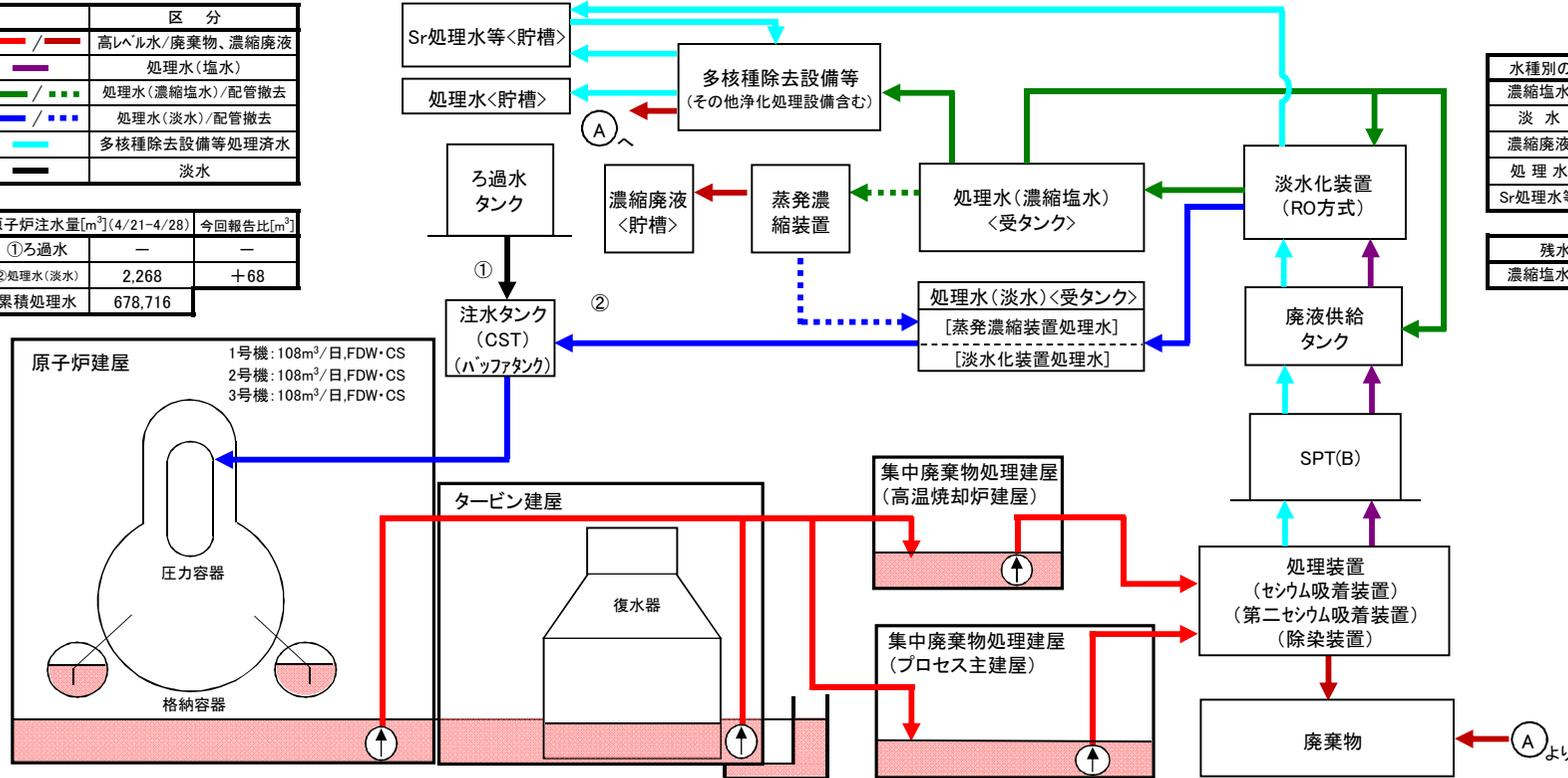 区 分
高レベル水/廃棄物、濃縮廃液
処理水(塩水)
処理水(濃縮塩水)/配管撤去
処理水(淡水)/配管撤去
多核種除去設備等処理済水
淡水
子炉注水量[m³](4/21-4/28) 今回報告比[m³]
①ろ過水 － －
②処理水(淡水) 2,268 ＋68
累積処理水 678,716
Sr処理水等<貯槽>
処理水<貯槽>
多核種除去設備等
(その他浄化処理設備含む)
Aへ
ろ過水
タンク
①
②
濃縮廃液
<貯槽>
蒸発濃
縮装置
処理水(濃縮塩水)
<受タンク>
淡水化装置
(RO方式)
処理水(淡水)<受タンク>
[蒸発濃縮装置処理水]
[淡水化装置処理水]
注水タンク
(CST)
(バッファタンク)
廃液供給
タンク
SPT(B)
水種別の
濃縮塩水
淡 水
濃縮廃液
処 理 水
Sr処理水等
残水
濃縮塩水
原子炉建屋
1号機：108m³/日,FDW・CS
2号機：108m³/日,FDW・CS
3号機：108m³/日,FDW・CS
圧力容器
格納容器
タービン建屋
復水器
集中廃棄物処理建屋
(高温焼却炉建屋)
集中廃棄物処理建屋
(プロセス主建屋)
処理装置
(セシウム吸着装置)
(第二セシウム吸着装置)
(除染装置)
廃棄物
Aより